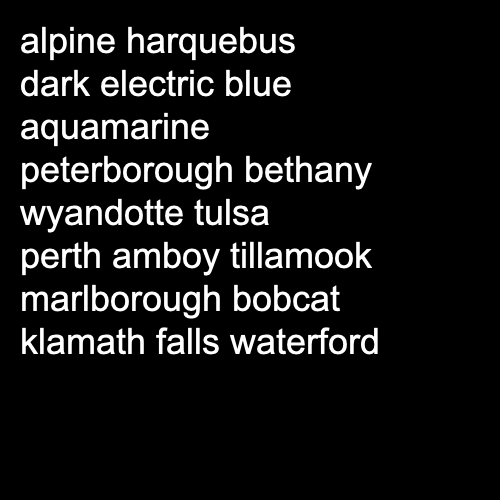 alpine harquebus
dark electric blue
aquamarine
peterborough bethany
wyandotte tulsa
perth amboy tillamook
marlborough bobcat
klamath falls waterford